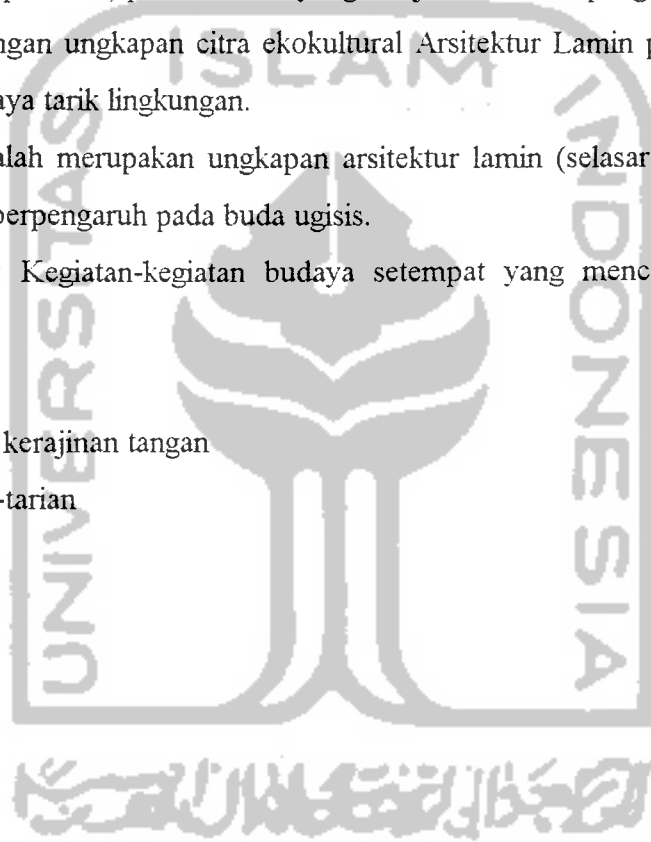 ngan ungkapan citra ekokultural Arsitektur Lamin p
aya tarik lingkungan.
alah merupakan ungkapan arsitektur lamin (selasar
berpengaruh pada buda ugisis.
: Kegiatan-kegiatan budaya setempat yang menc
kerajinan tangan
-tarian
ISLAM
UNIVERSITAS
INDONESIA